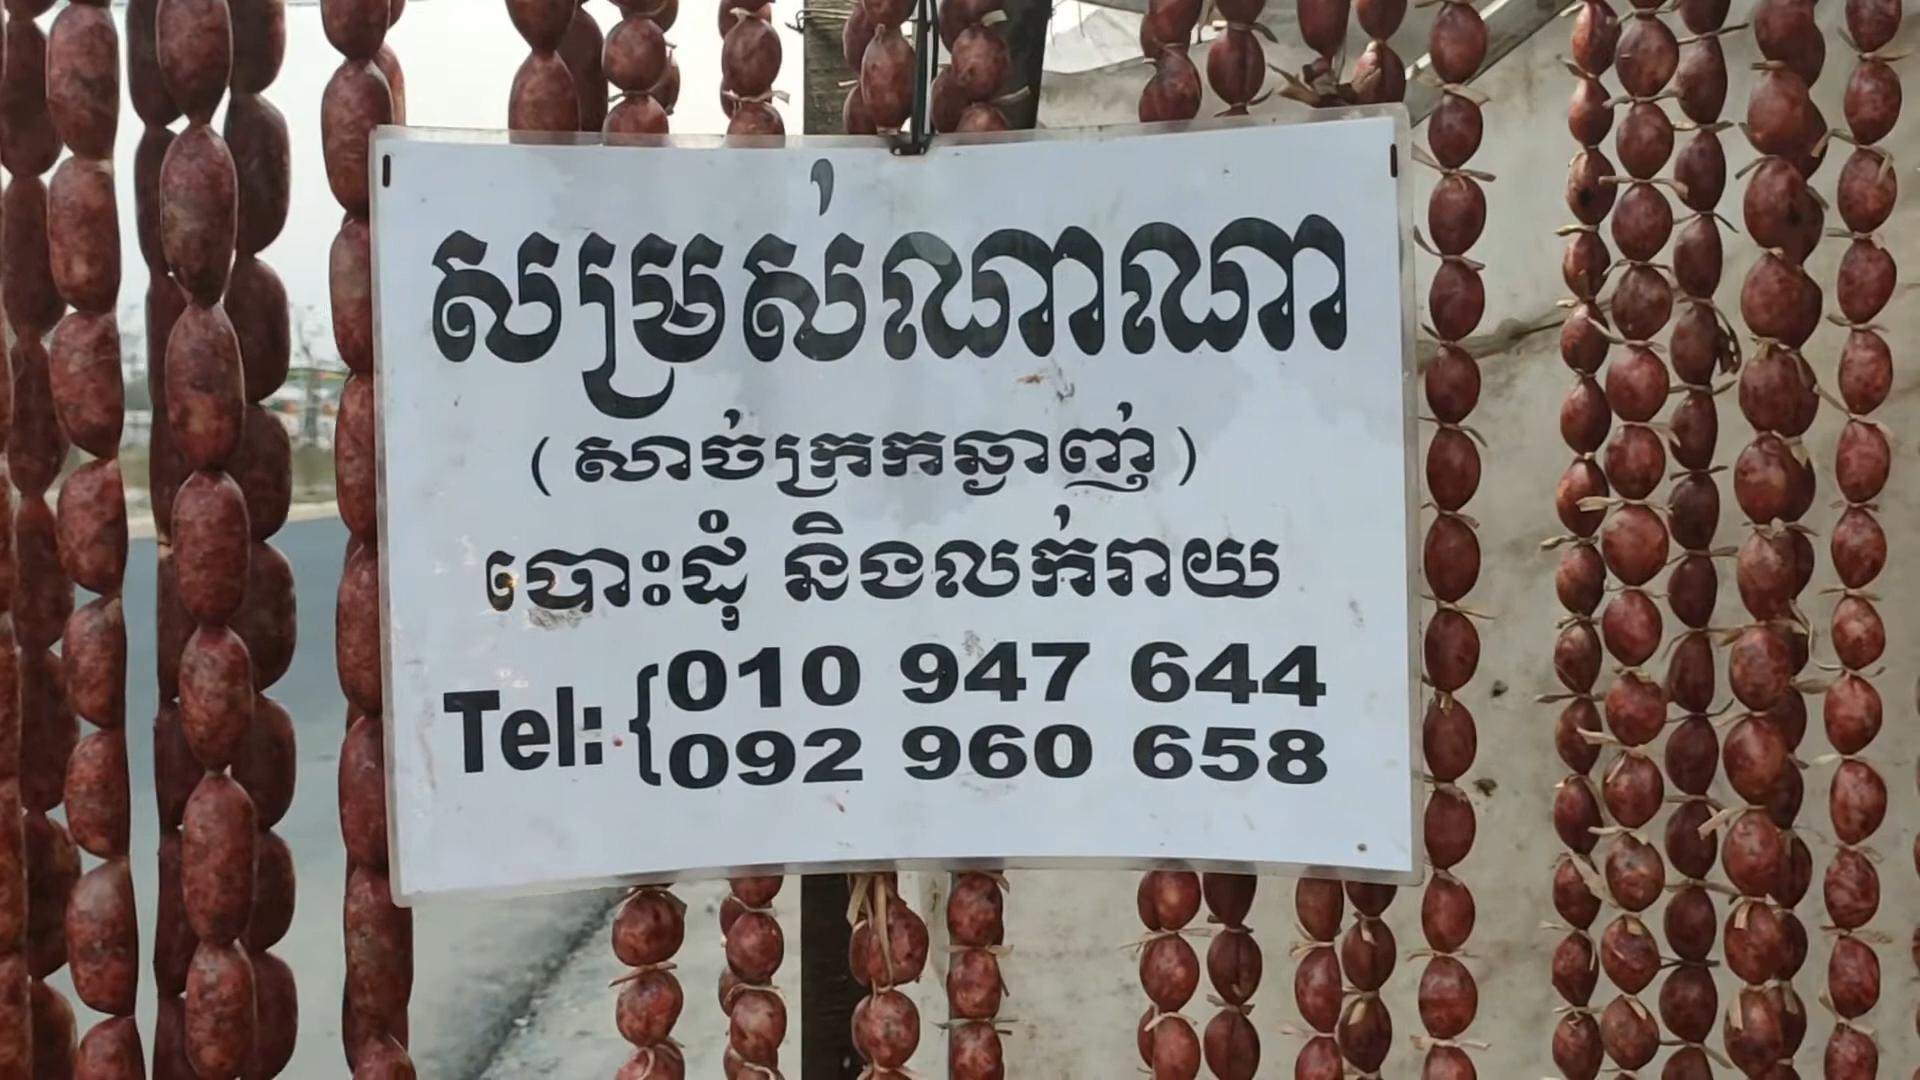 សម្រស់ណាណា
(សាច់ក្រកឆ្ងាញ់)
បោះដុំ និងលក់រាយ
Tel: {010 947 644
092 960 658